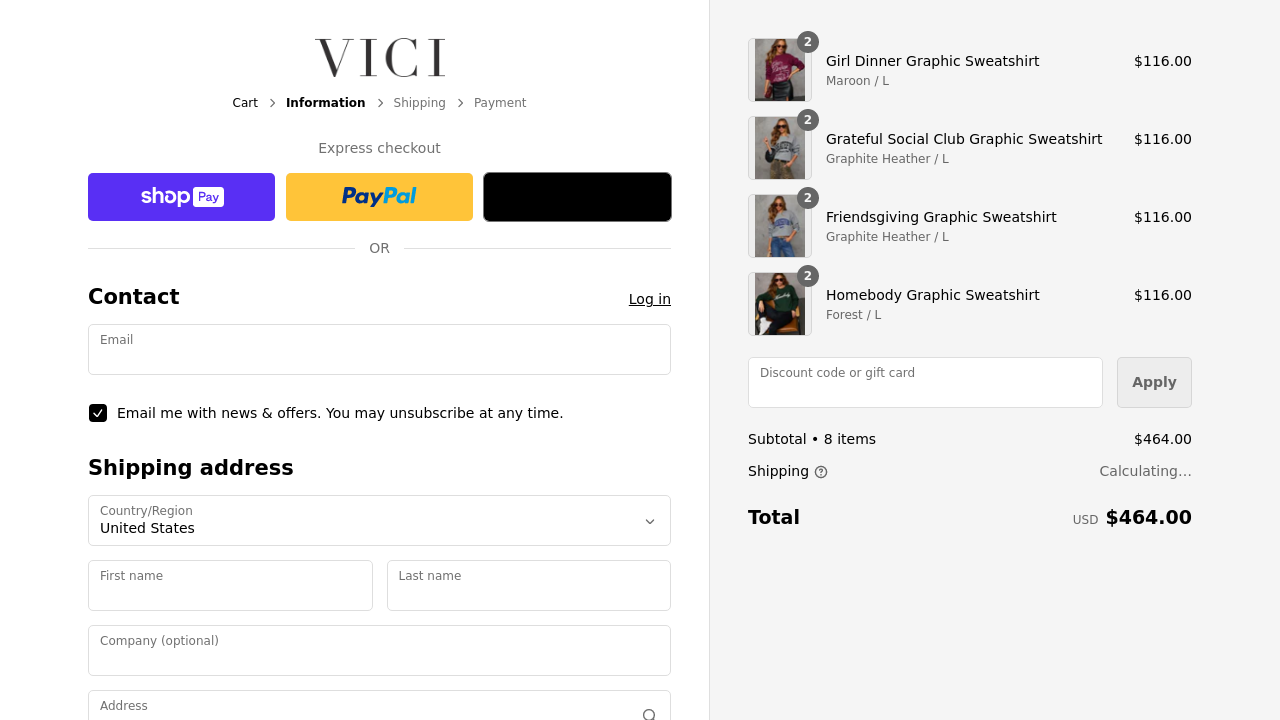 VICI
Cart > Information > Shipping > Payment
Express checkout
shop Pay
PayPal
OR
Contact
Log in
Email
Email me with news & offers. You may unsubscribe at any time.
Shipping address
Country/Region
United States
First name
Last name
Company (optional)
Address
2
Girl Dinner Graphic Sweatshirt
$116.00
Maroon / L
2
Grateful Social Club Graphic Sweatshirt
$116.00
Graphite Heather / L
2
Friendsgiving Graphic Sweatshirt
$116.00
Graphite Heather / L
2
Homebody Graphic Sweatshirt
$116.00
Forest / L
Discount code or gift card
Apply
Subtotal • 8 items
$464.00
Shipping
Calculating...
Total
USD $464.00